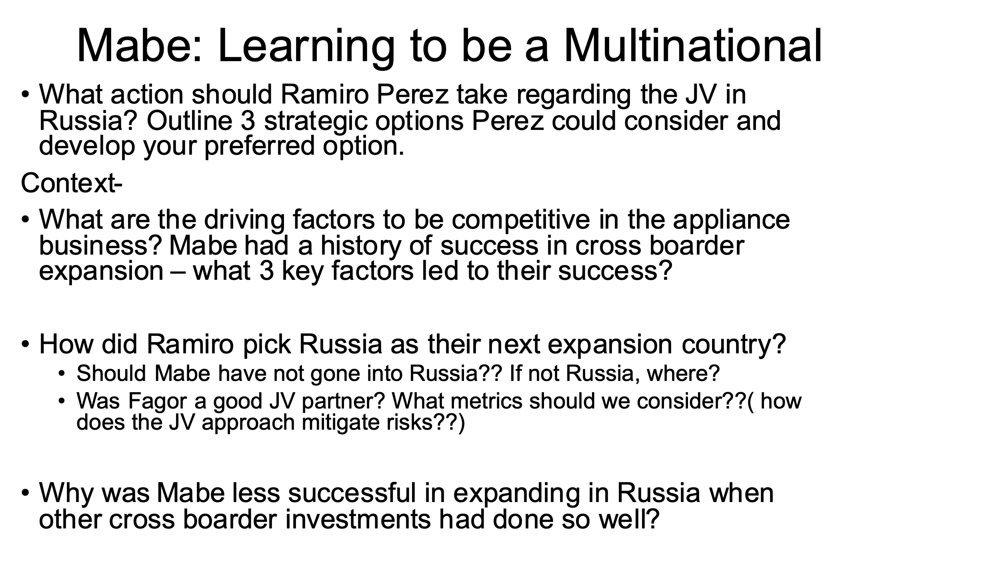 Mabe: Learning to be a Multinational
• What action should Ramiro Perez take regarding the JV in
Russia? Outline 3 strategic options Perez could consider and
develop your preferred option.
Context-
• What are the driving factors to be competitive in the appliance
business? Mabe had a history of success in cross boarder
expansion – what 3 key factors led to their success?
• How did Ramiro pick Russia as their next expansion country?
• Should Mabe have not gone into Russia?? If not Russia, where?
• Was Fagor a good JV partner? What metrics should we consider??( how
does the JV approach mitigate risks??)
• Why was Mabe less successful in expanding in Russia when
other cross boarder investments had done so well?